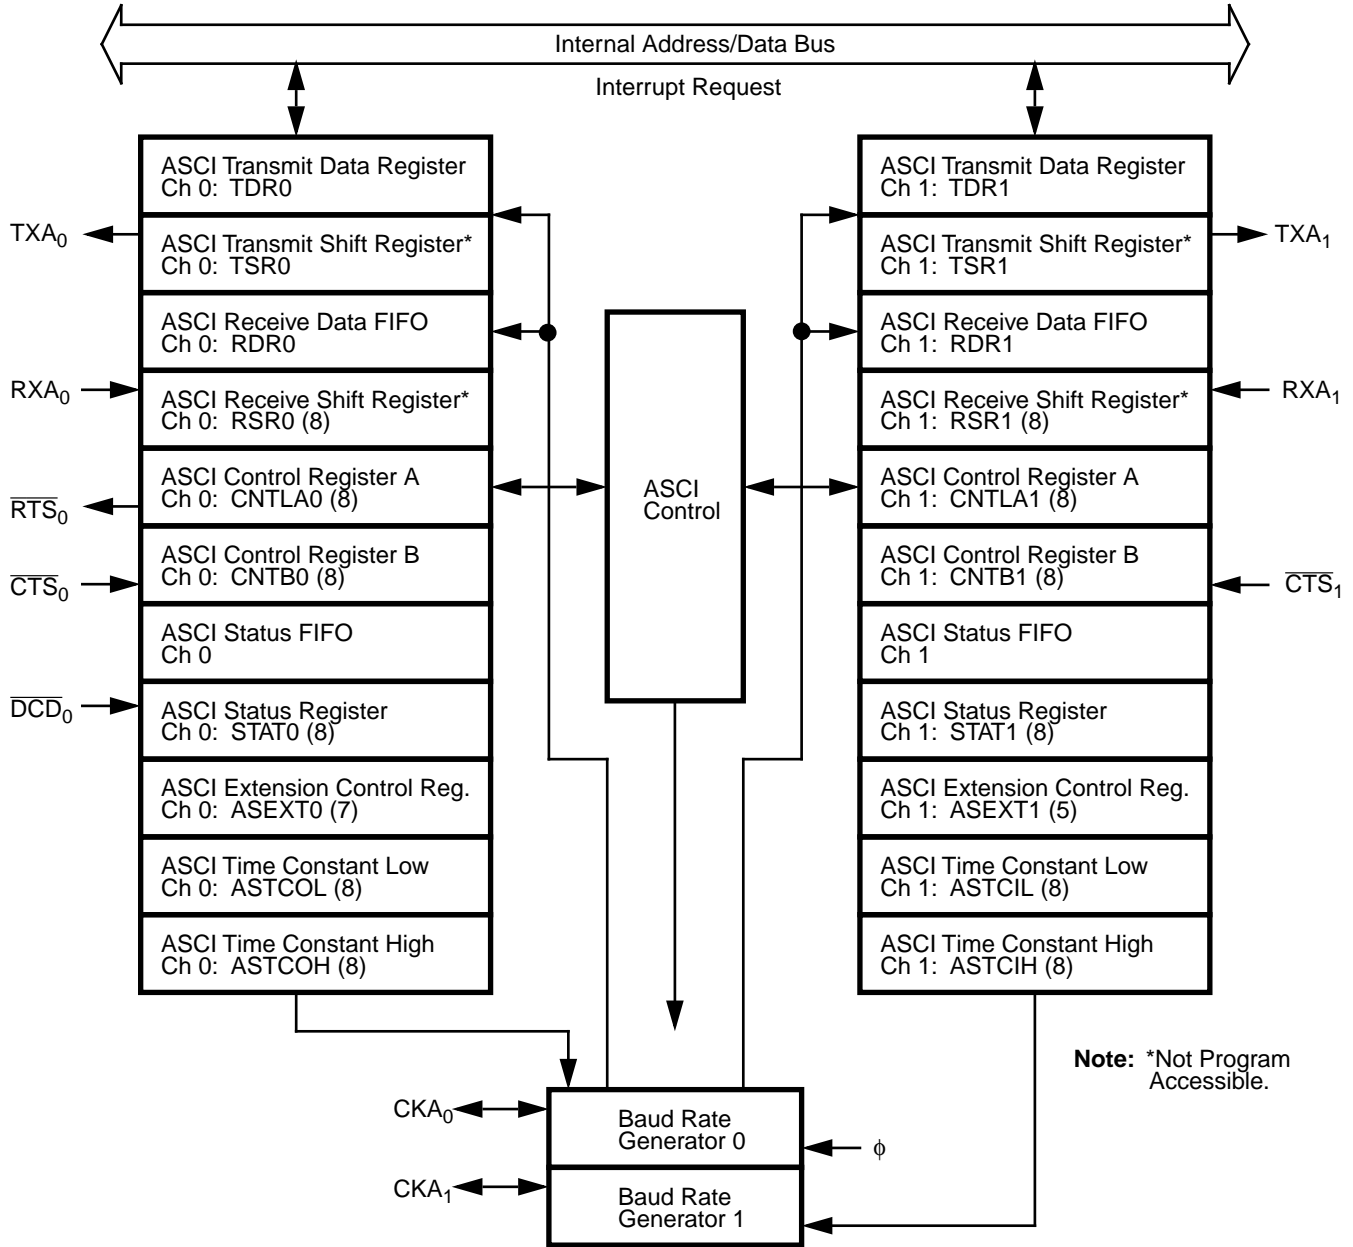 Internal Address/Data Bus
Interrupt Request
ASCI Transmit Data Register
Ch 0: TDR0
ASCI Transmit Shift Register*
Ch 0: TSR0
ASCI Receive Data FIFO
Ch 0: RDR0
ASCI Receive Shift Register*
Ch 0: RSR0 (8)
ASCI Control Register A
Ch 0: CNTLA0 (8)
ASCI Control Register B
Ch 0: CNTB0 (8)
ASCI Status FIFO
Ch 0
ASCI Status Register
Ch 0: STAT0 (8)
ASCI Extension Control Reg.
Ch 0: ASEXT0 (7)
ASCI Time Constant Low
Ch 0: ASTCOL (8)
ASCI Time Constant High
Ch 0: ASTCOH (8)
TXA₀
RXA₀
R̅T̅S̅₀
C̅T̅S̅₀
D̅C̅D̅₀
ASCI
Control
ASCI Transmit Data Register
Ch 1: TDR1
ASCI Transmit Shift Register*
Ch 1: TSR1
ASCI Receive Data FIFO
Ch 1: RDR1
ASCI Receive Shift Register*
Ch 1: RSR1 (8)
ASCI Control Register A
Ch 1: CNTLA1 (8)
ASCI Control Register B
Ch 1: CNTB1 (8)
ASCI Status FIFO
Ch 1
ASCI Status Register
Ch 1: STAT1 (8)
ASCI Extension Control Reg.
Ch 1: ASEXT1 (5)
ASCI Time Constant Low
Ch 1: ASTCIL (8)
ASCI Time Constant High
Ch 1: ASTCIH (8)
TXA₁
RXA₁
C̅T̅S̅₁
Note: *Not Program
Accessible.
CKA₀
Baud Rate
Generator 0
ϕ
CKA₁
Baud Rate
Generator 1